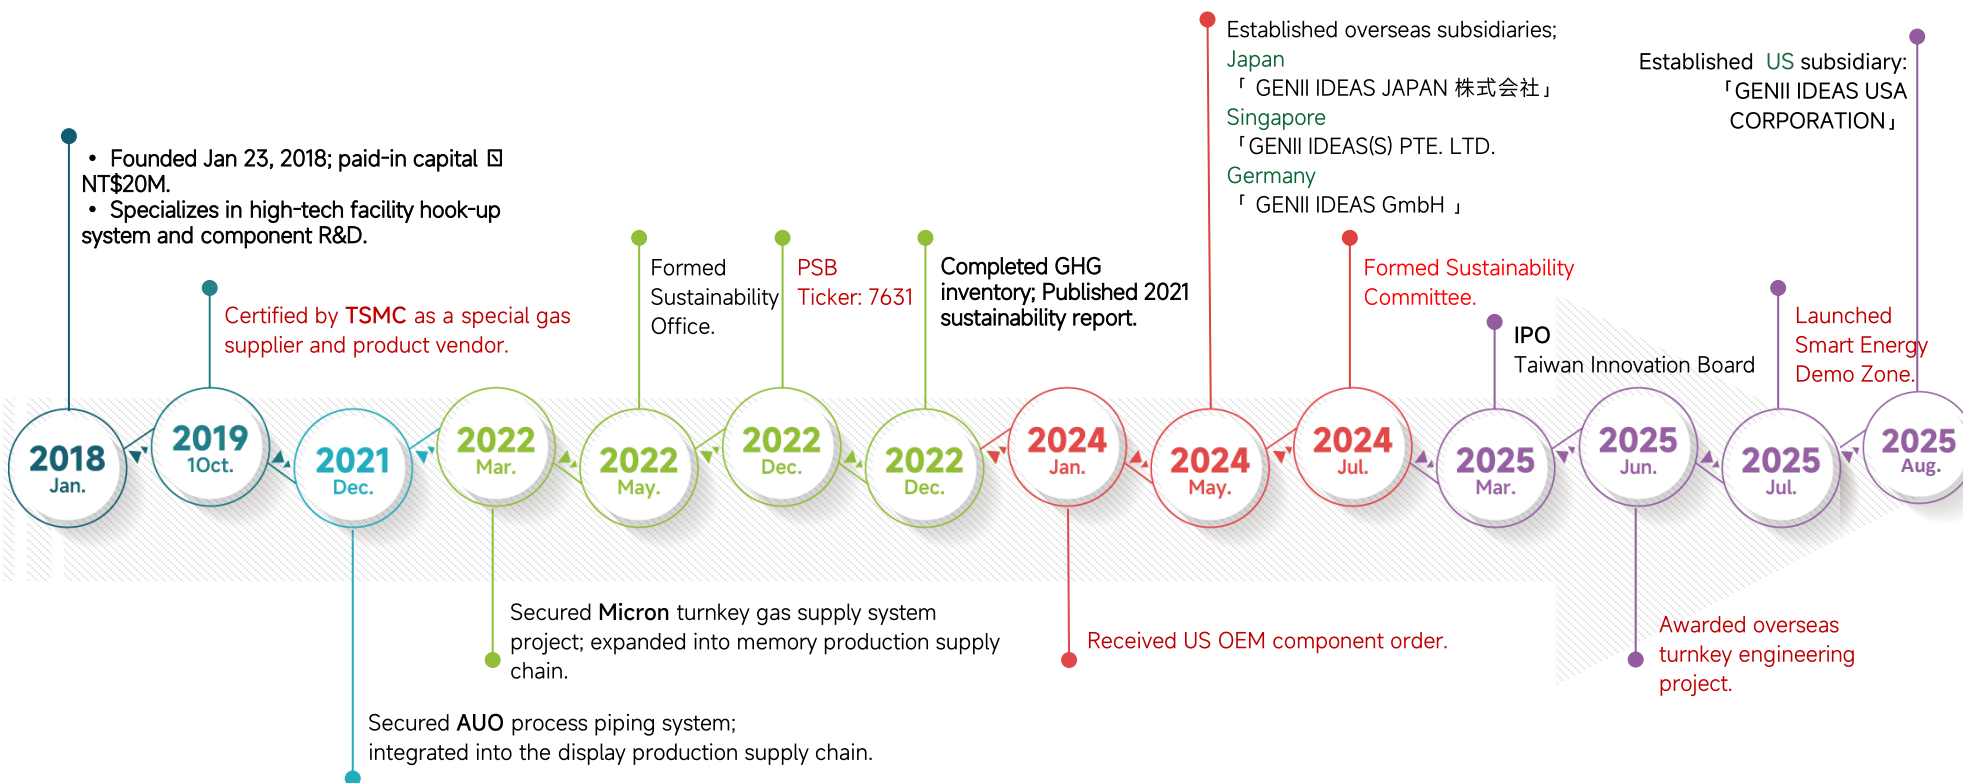 • Founded Jan 23, 2018; paid-in capital
NT$20M.
• Specializes in high-tech facility hook-up
system and component R&D.
Certified by TSMC as a special gas
supplier and product vendor.
Formed
Sustainability
Office.
PSB
Ticker: 7631
Completed GHG
inventory; Published 2021
sustainability report.
Established overseas subsidiaries;
Japan
「 GENII IDEAS JAPAN 株式会社」
Singapore
「GENII IDEAS(S) PTE. LTD.
Germany
「 GENII IDEAS GmbH 」
Formed Sustainability
Committee.
IPO
Taiwan Innovation Board
Launched
Smart Energy
Demo Zone.
Established US subsidiary:
「GENII IDEAS USA
CORPORATION」
2018
Jan.
2019
1Oct.
2021
Dec.
2022
Mar.
2022
May.
2022
Dec.
2022
Dec.
2024
Jan.
2024
May.
2024
Jul.
2025
Mar.
2025
Jun.
2025
Jul.
2025
Aug.
Secured AUO process piping system;
integrated into the display production supply chain.
Secured Micron turnkey gas supply system
project; expanded into memory production supply
chain.
Received US OEM component order.
Awarded overseas
turnkey engineering
project.